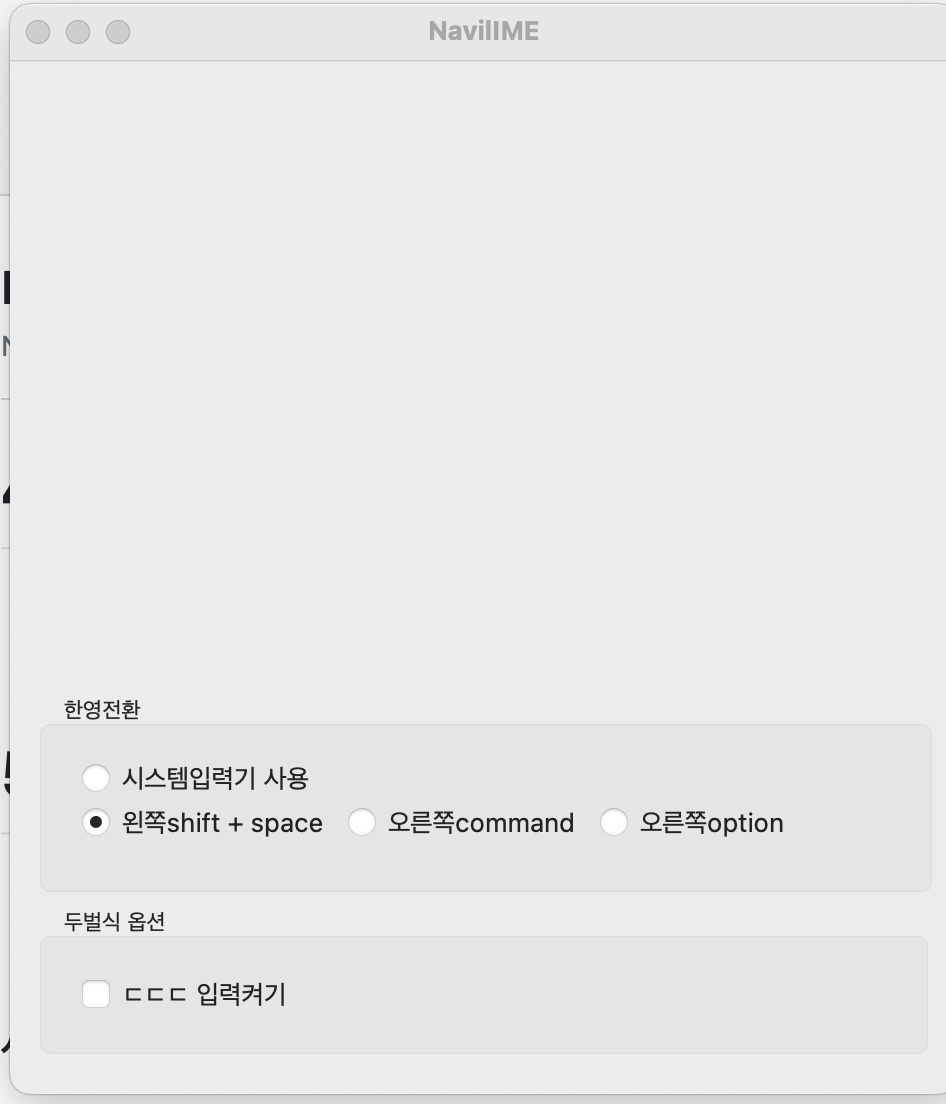 NavilIME
한영전환
시스템입력기 사용
왼쪽shift + space 오른쪽command 오른쪽option
두벌식 옵션
ㄷㄷㄷ 입력켜기